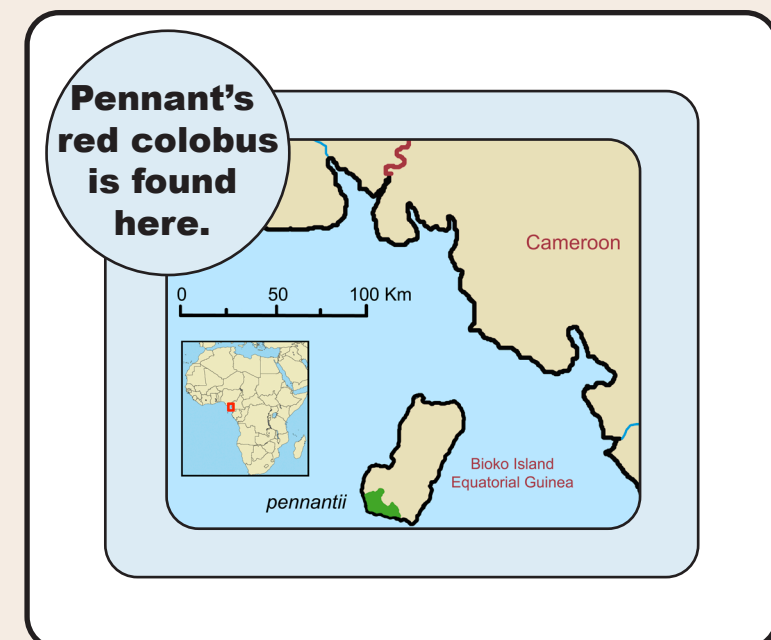 Pennant’s
red colobus
is found
here.
Cameroon
0 50 100 Km
Bioko Island
Equatorial Guinea
pennantii